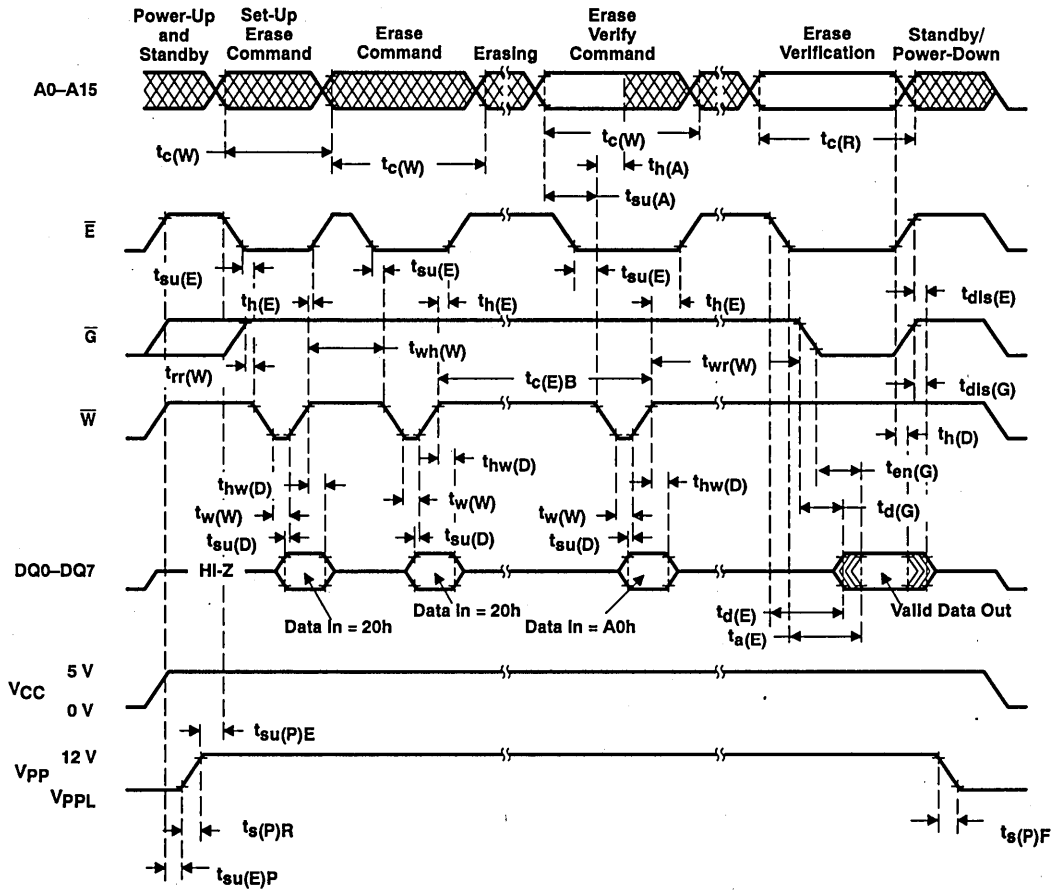 Power-Up and Standby
Set-Up Erase Command
Erase Command
Erasing
Erase Verify Command
Erase Verification
Standby/ Power-Down
A0–A15
tc(W)
tc(W)
tc(W)
th(A)
tsu(A)
tc(R)
E
tsu(E)
tsu(E)
tsu(E)
tdis(E)
th(E)
th(E)
th(E)
G
trr(W)
twh(W)
tc(E)B
twr(W)
tdis(G)
W
th(D)
thw(D)
thw(D)
thw(D)
ten(G)
tw(W)
tw(W)
tw(W)
td(G)
tsu(D)
tsu(D)
tsu(D)
DQ0–DQ7
HI-Z
Data In = 20h
Data In = 20h
Data In = A0h
td(E)
Valid Data Out
ta(E)
5 V
VCC
0 V
tsu(P)E
12 V
VPP
VPPL
ts(P)R
ts(P)F
tsu(E)P